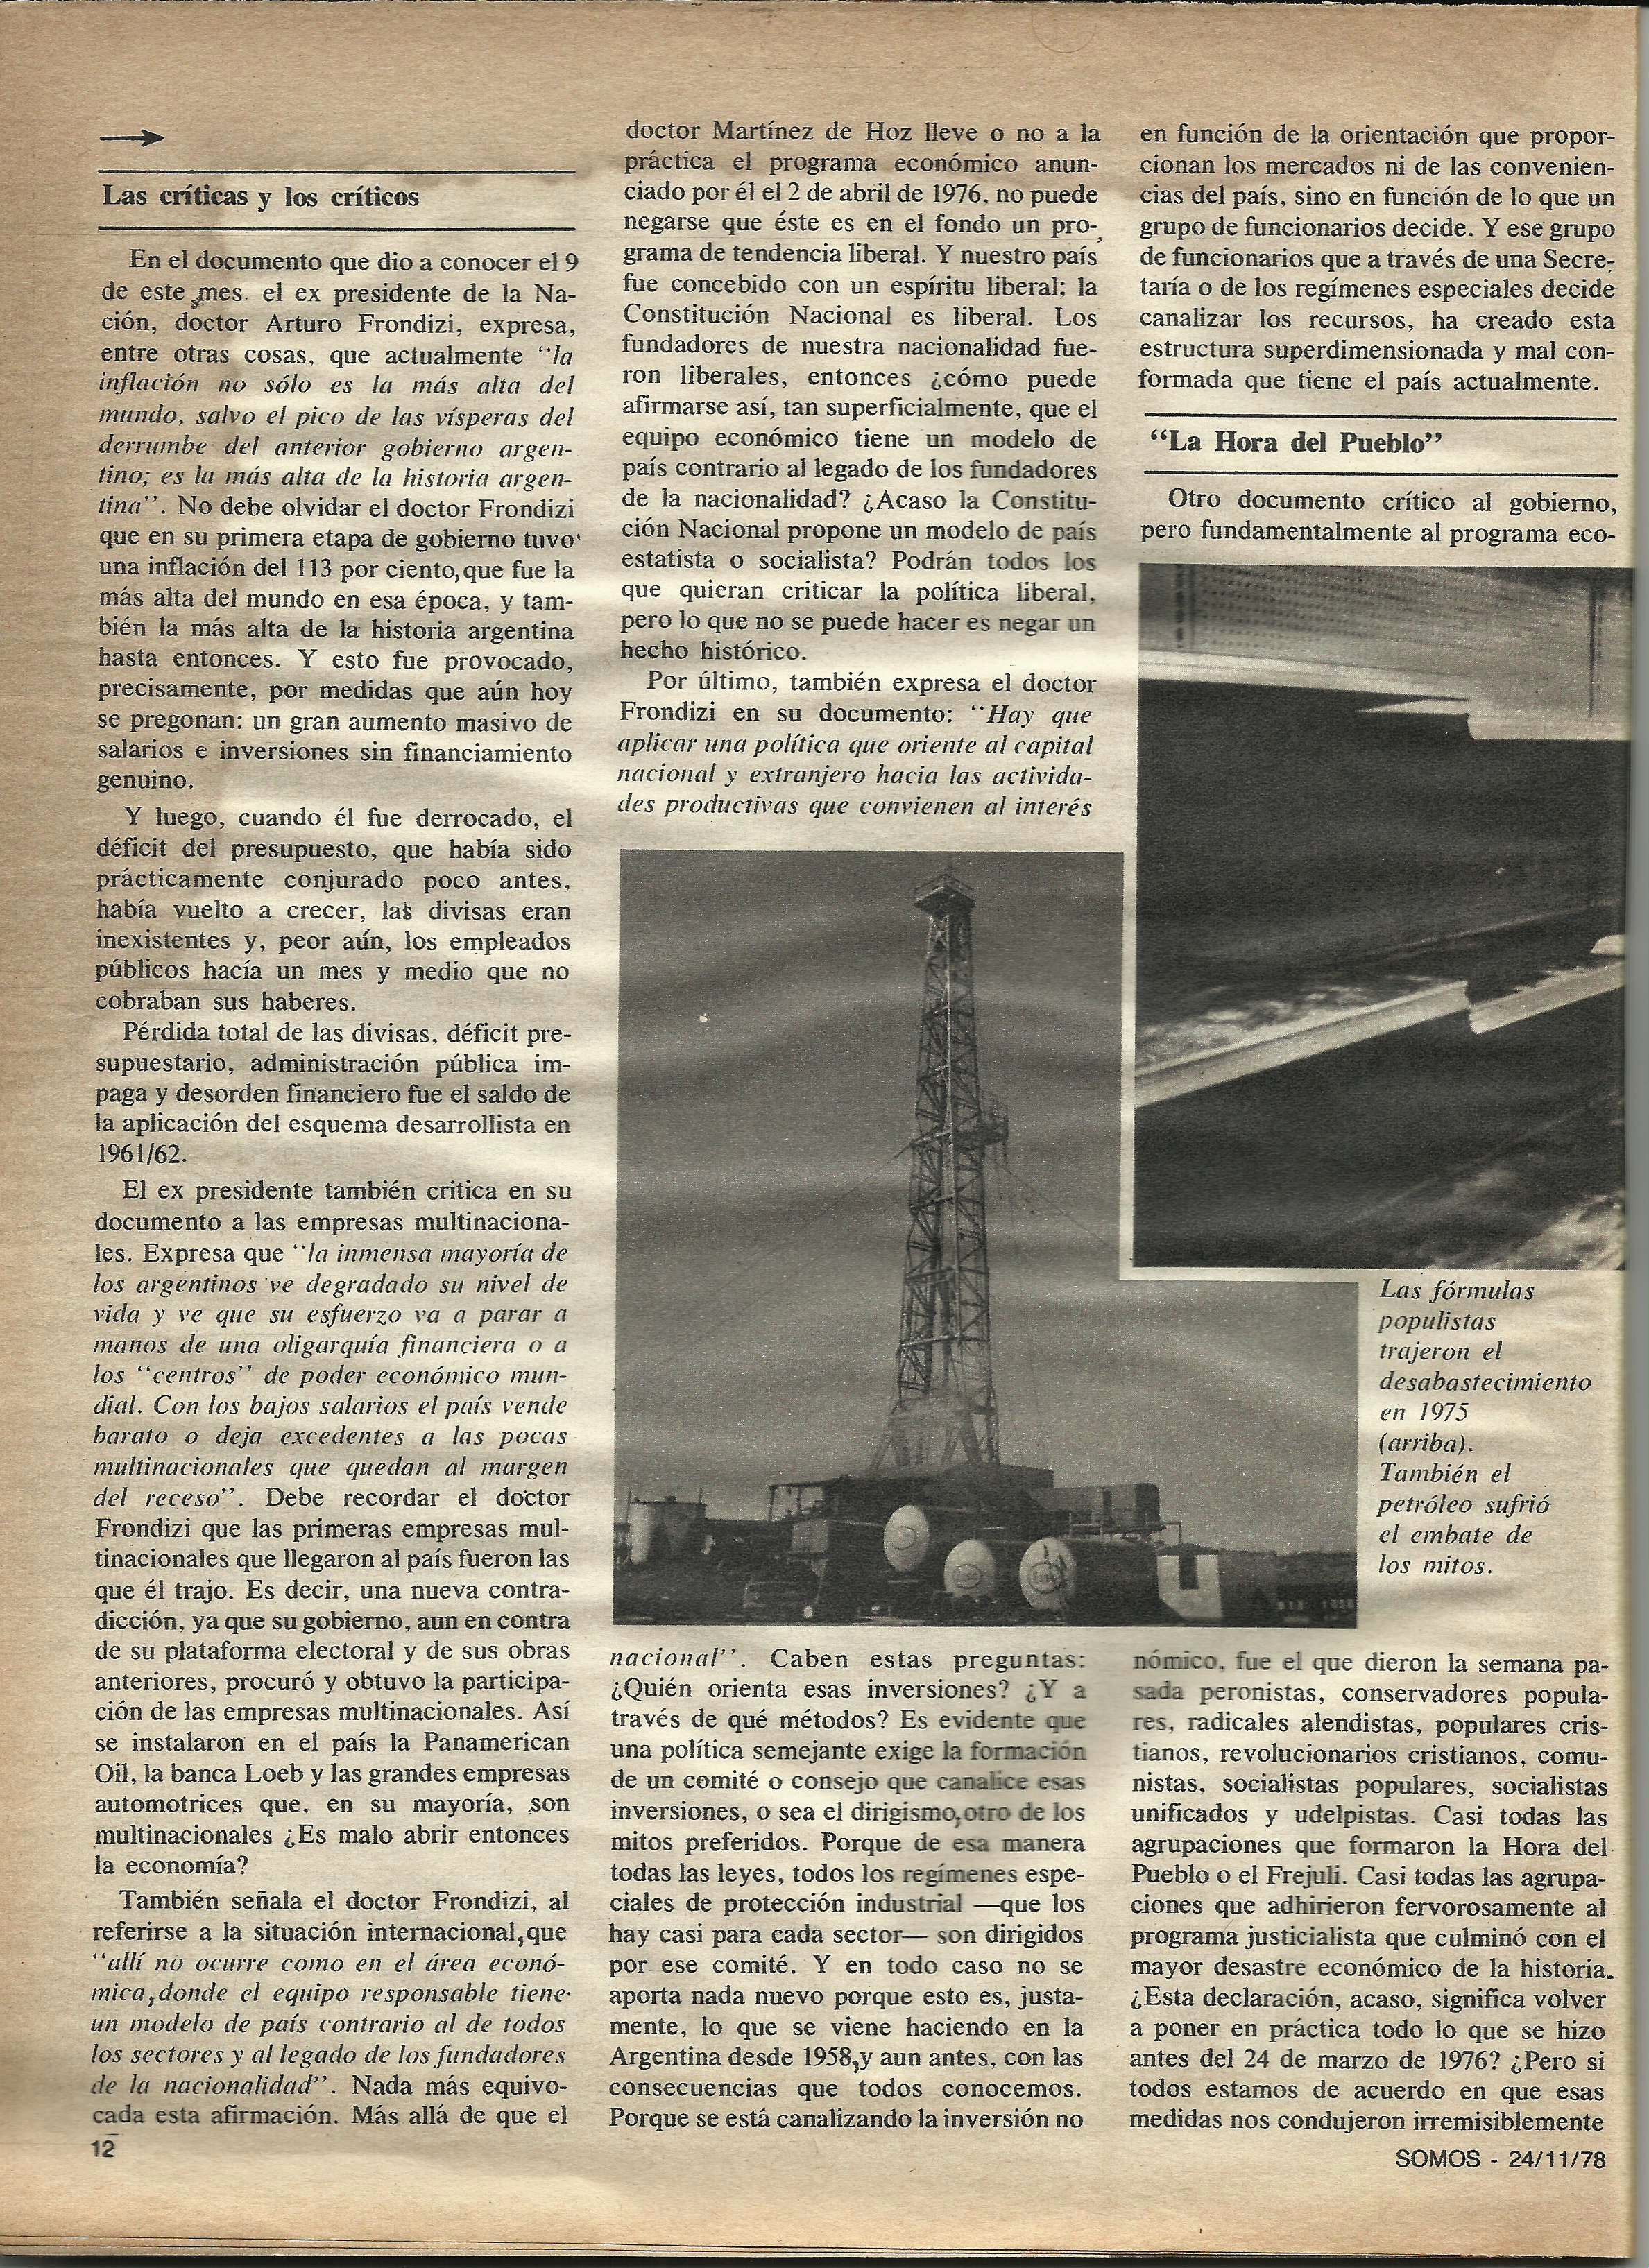 Las críticas y los críticos
En el documento que dio a conocer el 9
de este mes. el ex presidente de la Na-
ción, doctor Arturo Frondizi, expresa,
entre otras cosas, que actualmente “la
inflación no sólo es la más alta del
mundo, salvo el pico de las vísperas del
derrumbe del anterior gobierno argen-
tino; es la más alta de la historia argen-
tina”. No debe olvidar el doctor Frondizi
que en su primera etapa de gobierno tuvo
una inflación del 113 por ciento, que fue la
más alta del mundo en esa época, y tam-
bién la más alta de la historia argentina
hasta entonces. Y esto fue provocado,
precisamente, por medidas que aún hoy
se pregonan: un gran aumento masivo de
salarios e inversiones sin financiamiento
genuino.
Y luego, cuando él fue derrocado, el
déficit del presupuesto, que había sido
prácticamente conjurado poco antes,
había vuelto a crecer, las divisas eran
inexistentes y, peor aún, los empleados
públicos hacía un mes y medio que no
cobraban sus haberes.
Pérdida total de las divisas, déficit pre-
supuestario, administración pública im-
paga y desorden financiero fue el saldo de
la aplicación del esquema desarrollista en
1961/62.
El ex presidente también critica en su
documento a las empresas multinaciona-
les. Expresa que “la inmensa mayoría de
los argentinos ve degradado su nivel de
vida y ve que su esfuerzo va a parar a
manos de una oligarquía financiera o a
los “centros” de poder económico mun-
dial. Con los bajos salarios el país vende
barato o deja excedentes a las pocas
multinacionales que quedan al margen
del receso”. Debe recordar el doctor
Frondizi que las primeras empresas mul-
tinacionales que llegaron al país fueron las
que él trajo. Es decir, una nueva contra-
dicción, ya que su gobierno, aun en contra
de su plataforma electoral y de sus obras
anteriores, procuró y obtuvo la participa-
ción de las empresas multinacionales. Así
se instalaron en el país la Panamerican
Oil, la banca Loeb y las grandes empresas
automotrices que, en su mayoría, son
multinacionales ¿Es malo abrir entonces
la economía?
También señala el doctor Frondizi, al
referirse a la situación internacional, que
“allí no ocurre como en el área econó-
mica, donde el equipo responsable tiene
un modelo de país contrario al de todos
los sectores y al legado de los fundadores
de la nacionalidad”. Nada más equivo-
cada esta afirmación. Más allá de que el
12
doctor Martínez de Hoz lleve o no a la
práctica el programa económico anun-
ciado por él el 2 de abril de 1976, no puede
negarse que éste es en el fondo un pro-
grama de tendencia liberal. Y nuestro país
fue concebido con un espíritu liberal; la
Constitución Nacional es liberal. Los
fundadores de nuestra nacionalidad fue-
ron liberales, entonces ¿cómo puede
afirmarse así, tan superficialmente, que el
equipo económico tiene un modelo de
país contrario al legado de los fundadores
de la nacionalidad? ¿Acaso la Constitu-
ción Nacional propone un modelo de país
estatista o socialista? Podrán todos los
que quieran criticar la política liberal,
pero lo que no se puede hacer es negar un
hecho histórico.
Por último, también expresa el doctor
Frondizi en su documento: “Hay que
aplicar una política que oriente al capital
nacional y extranjero hacia las activida-
des productivas que convienen al interés
nacional”. Caben estas preguntas:
¿Quién orienta esas inversiones? ¿Y a
través de qué métodos? Es evidente que
una política semejante exige la formación
de un comité o consejo que canalice esas
inversiones, o sea el dirigismo, otro de los
mitos preferidos. Porque de esa manera
todas las leyes, todos los regímenes espe-
ciales de protección industrial —que los
hay casi para cada sector— son dirigidos
por ese comité. Y en todo caso no se
aporta nada nuevo porque esto es, justa-
mente, lo que se viene haciendo en la
Argentina desde 1958, y aun antes, con las
consecuencias que todos conocemos.
Porque se está canalizando la inversión no
en función de la orientación que propor-
cionan los mercados ni de las convenien-
cias del país, sino en función de lo que un
grupo de funcionarios decide. Y ese grupo
de funcionarios que a través de una Secre-
taría o de los regímenes especiales decide
canalizar los recursos, ha creado esta
estructura superdimensionada y mal con-
formada que tiene el país actualmente.
“La Hora del Pueblo”
Otro documento crítico al gobierno,
pero fundamentalmente al programa eco-
Las fórmulas
populistas
trajeron el
desabastecimiento
en 1975
(arriba).
También el
petróleo sufrió
el embate de
los mitos.
nómico, fue el que dieron la semana pa-
sada peronistas, conservadores popula-
res, radicales alendistas, populares cris-
tianos, revolucionarios cristianos, comu-
nistas, socialistas populares, socialistas
unificados y udelpistas. Casi todas las
agrupaciones que formaron la Hora del
Pueblo o el Frejuli. Casi todas las agrupa-
ciones que adhirieron fervorosamente al
programa justicialista que culminó con el
mayor desastre económico de la historia.
¿Esta declaración, acaso, significa volver
a poner en práctica todo lo que se hizo
antes del 24 de marzo de 1976? ¿Pero si
todos estamos de acuerdo en que esas
medidas nos condujeron irremisiblemente
SOMOS - 24/11/78